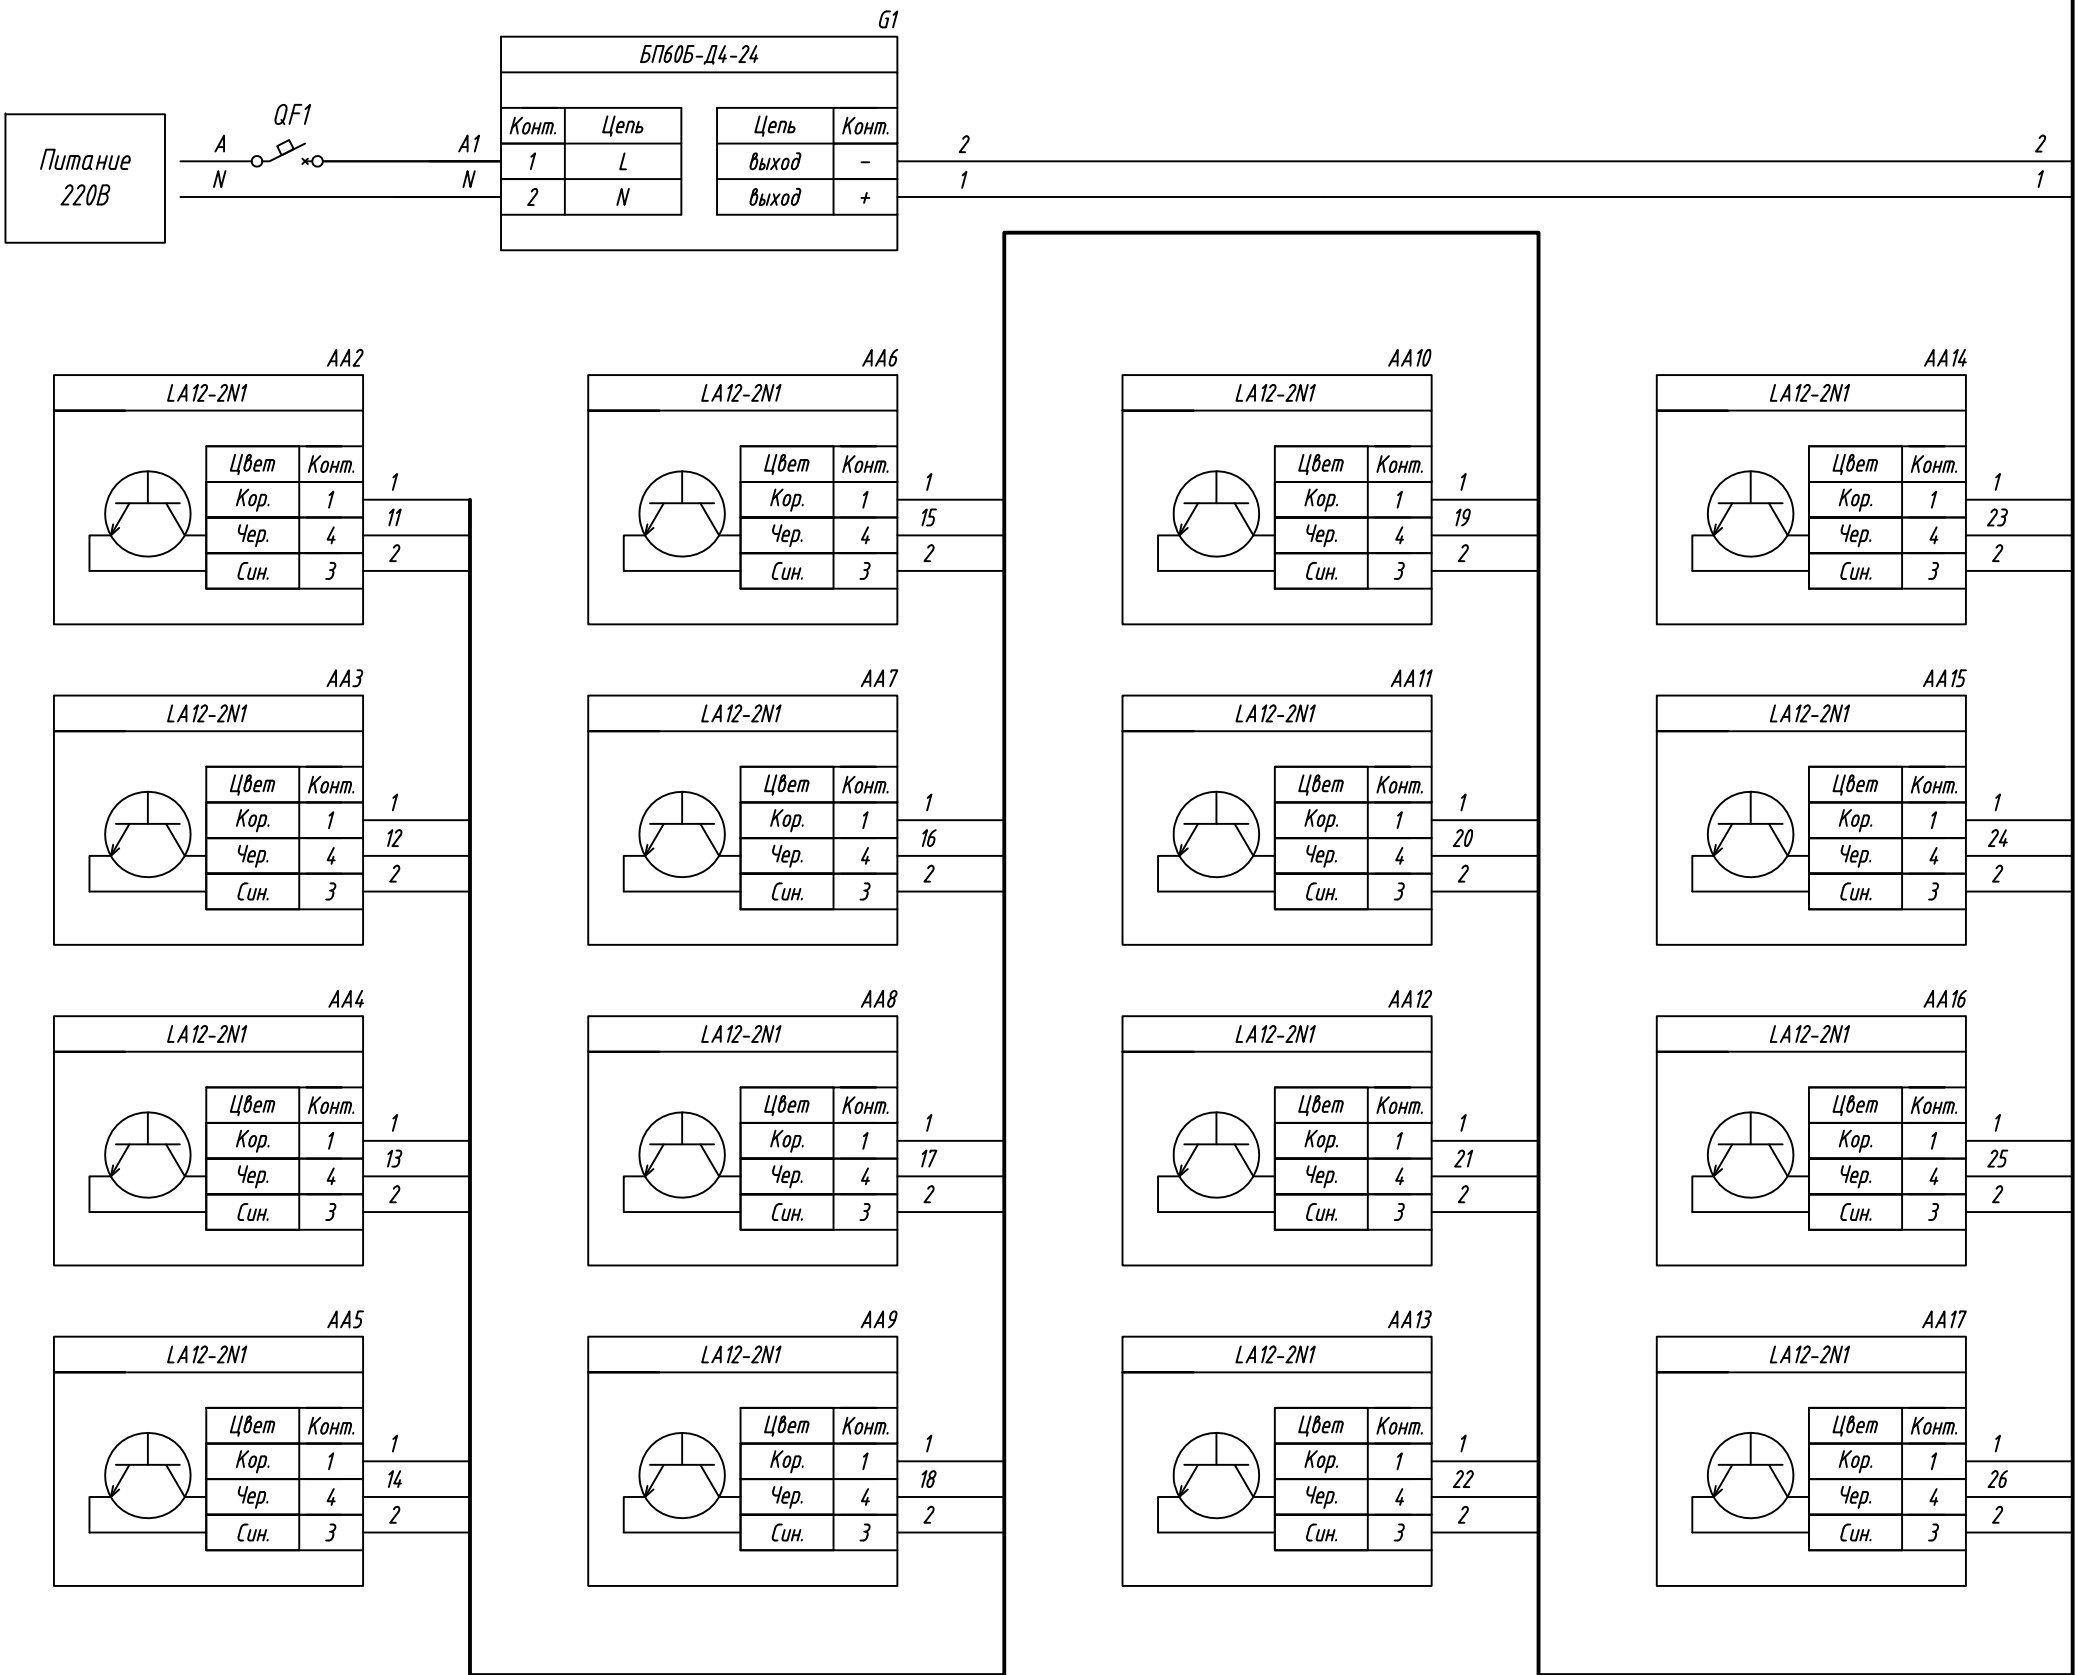 G1
БП60Б-Д4-24
Питание
220В
QF1
A
N
A1
N
Конт. Цепь
1 L
2 N
Цепь Конт.
выход −
выход +
2
1
2
1
AA2
LA12-2N1
Цвет Конт.
Кор. 1
Чер. 4
Син. 3
1
11
2
AA6
LA12-2N1
Цвет Конт.
Кор. 1
Чер. 4
Син. 3
1
15
2
AA10
LA12-2N1
Цвет Конт.
Кор. 1
Чер. 4
Син. 3
1
19
2
AA14
LA12-2N1
Цвет Конт.
Кор. 1
Чер. 4
Син. 3
1
23
2
AA3
LA12-2N1
Цвет Конт.
Кор. 1
Чер. 4
Син. 3
1
12
2
AA7
LA12-2N1
Цвет Конт.
Кор. 1
Чер. 4
Син. 3
1
16
2
AA11
LA12-2N1
Цвет Конт.
Кор. 1
Чер. 4
Син. 3
1
20
2
AA15
LA12-2N1
Цвет Конт.
Кор. 1
Чер. 4
Син. 3
1
24
2
AA4
LA12-2N1
Цвет Конт.
Кор. 1
Чер. 4
Син. 3
1
13
2
AA8
LA12-2N1
Цвет Конт.
Кор. 1
Чер. 4
Син. 3
1
17
2
AA12
LA12-2N1
Цвет Конт.
Кор. 1
Чер. 4
Син. 3
1
21
2
AA16
LA12-2N1
Цвет Конт.
Кор. 1
Чер. 4
Син. 3
1
25
2
AA5
LA12-2N1
Цвет Конт.
Кор. 1
Чер. 4
Син. 3
1
14
2
AA9
LA12-2N1
Цвет Конт.
Кор. 1
Чер. 4
Син. 3
1
18
2
AA13
LA12-2N1
Цвет Конт.
Кор. 1
Чер. 4
Син. 3
1
22
2
AA17
LA12-2N1
Цвет Конт.
Кор. 1
Чер. 4
Син. 3
1
26
2